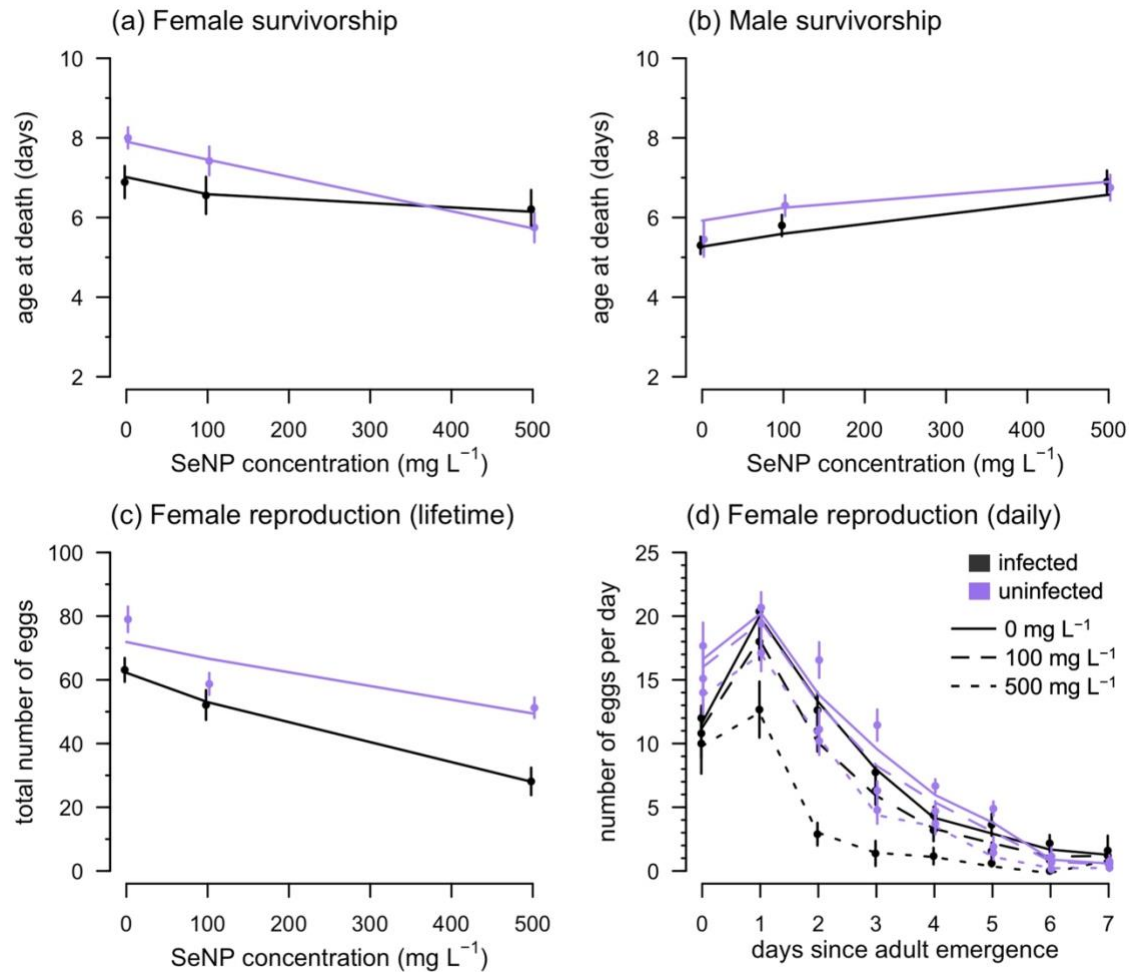 (a) Female survivorship
10
8
6
4
2
age at death (days)
0 100 200 300 400 500
SeNP concentration (mg L⁻¹)
(b) Male survivorship
10
8
6
4
2
age at death (days)
0 100 200 300 400 500
SeNP concentration (mg L⁻¹)
(c) Female reproduction (lifetime)
100
80
60
40
20
0
total number of eggs
0 100 200 300 400 500
SeNP concentration (mg L⁻¹)
(d) Female reproduction (daily)
25
20
15
10
5
0
number of eggs per day
infected
uninfected
0 mg L⁻¹
100 mg L⁻¹
500 mg L⁻¹
0 1 2 3 4 5 6 7
days since adult emergence